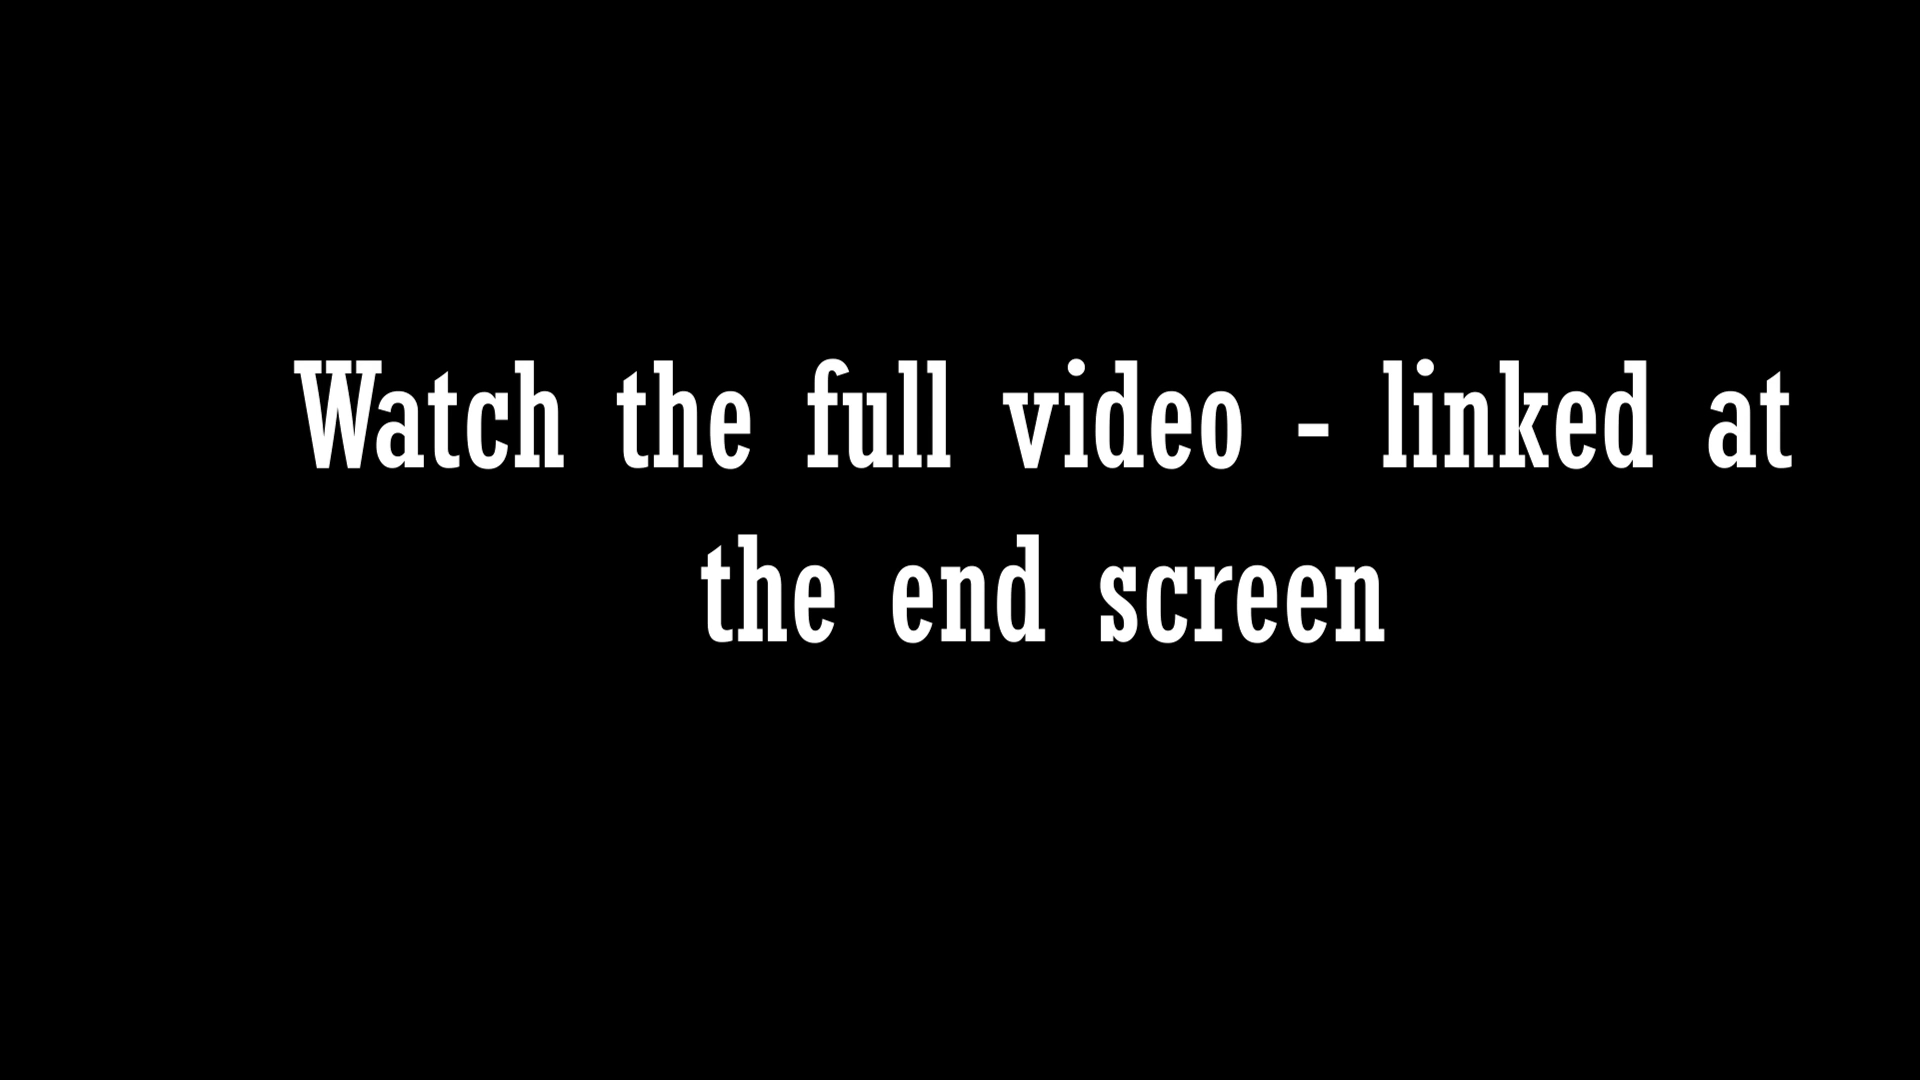 Watch the full video - linked at
the end screen